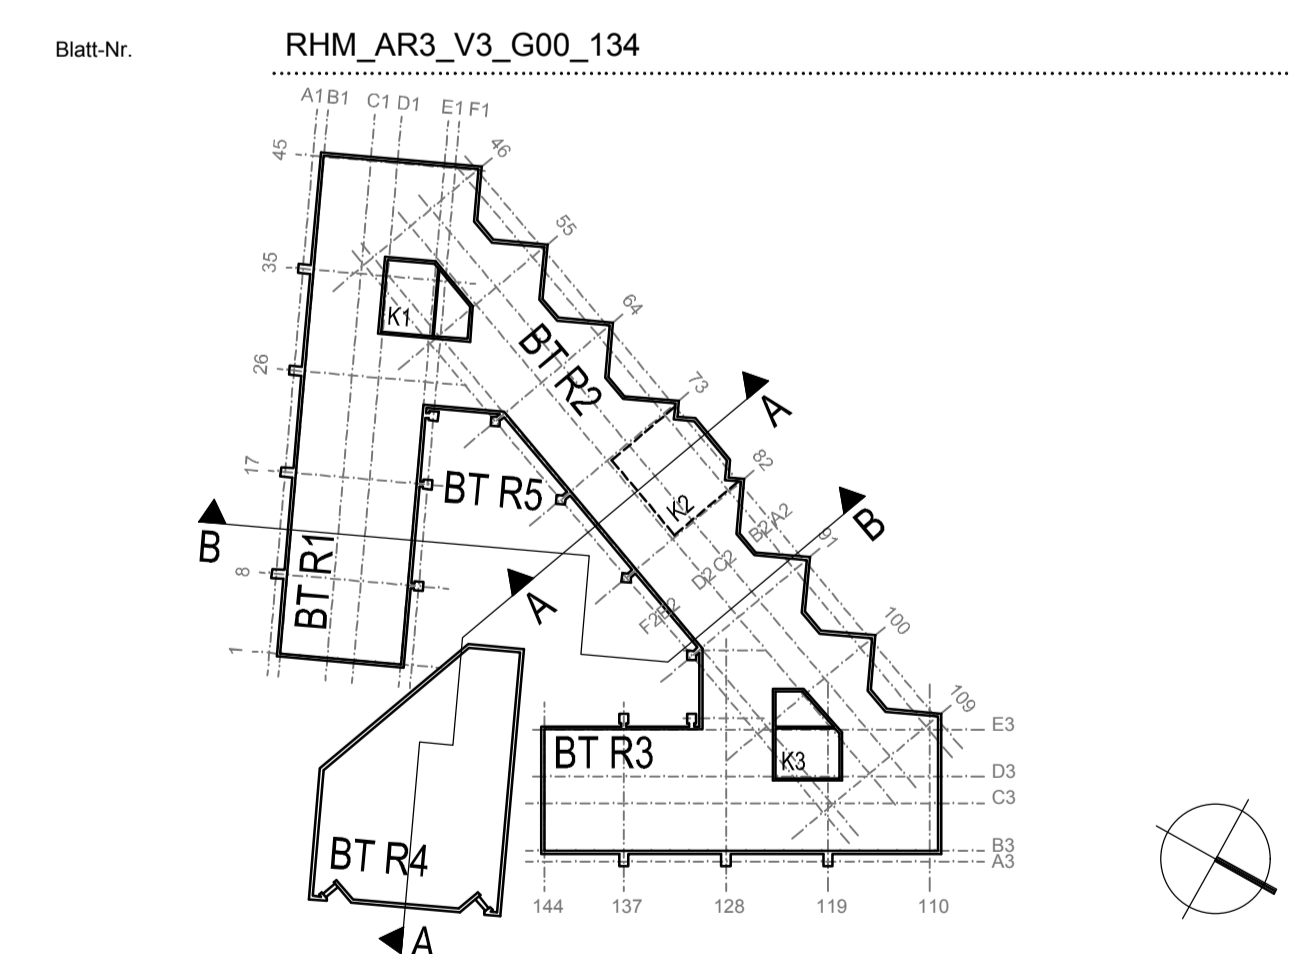 Blatt-Nr. RHM_AR3_V3_G00_134
A1 B1 C1 D1 E1 F1
45
46
55
35
K1
64
BT R2
26
73
A
17
BT R5
82
K2
B
B2 A2
91
B
BT R1
8
A
D2 C2
F2 E2
100
1
109
E3
BT R3
K3
D3
C3
BT R4
B3
A3
144 137 128 119 110
A